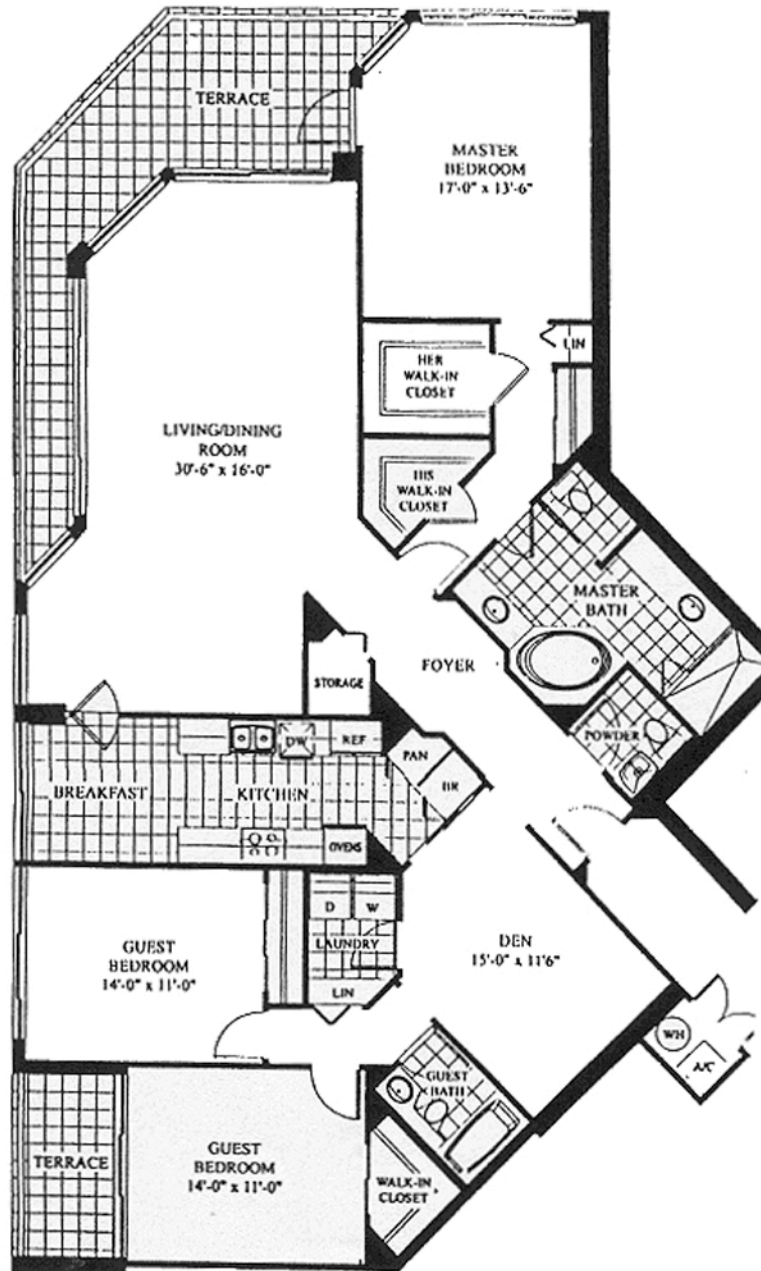 TERRACE
MASTER
BEDROOM
17'-0" x 13'-6"
HER
WALK-IN
CLOSET
LIN
LIVING/DINING
ROOM
30'-6" x 16'-0"
HIS
WALK-IN
CLOSET
MASTER
BATH
FOYER
STORAGE
POWDER
DW
REF
PAN
BR
BREAKFAST
KITCHEN
OVENS
D
W
LAUNDRY
LIN
GUEST
BEDROOM
14'-0" x 11'-0"
DEN
15'-0" x 11'6"
WH
A/C
GUEST
BATH
TERRACE
GUEST
BEDROOM
14'-0" x 11'-0"
WALK-IN
CLOSET